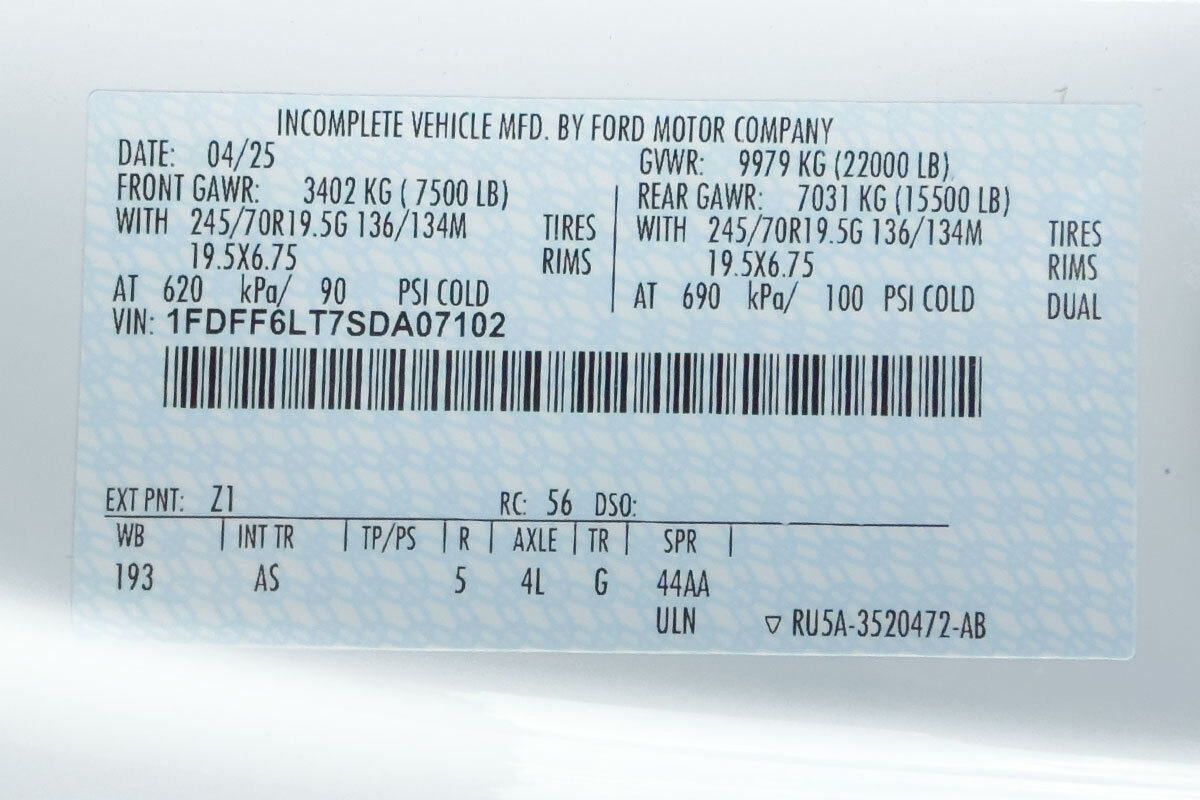 INCOMPLETE VEHICLE MFD. BY FORD MOTOR COMPANY
DATE: 04/25 GVWR: 9979 KG (22000 LB)
FRONT GAWR: 3402 KG ( 7500 LB) REAR GAWR: 7031 KG (15500 LB)
WITH 245/70R19.5G 136/134M TIRES WITH 245/70R19.5G 136/134M TIRES
19.5X6.75 RIMS 19.5X6.75 RIMS
AT 620 kPa/ 90 PSI COLD AT 690 kPa/ 100 PSI COLD DUAL
VIN: 1FDFF6LT7SDA07102
EXT PNT: Z1 RC: 56 DSO:
WB INT TR TP/PS R AXLE TR SPR
193 AS 5 4L G 44AA
ULN ▽ RU5A-3520472-AB